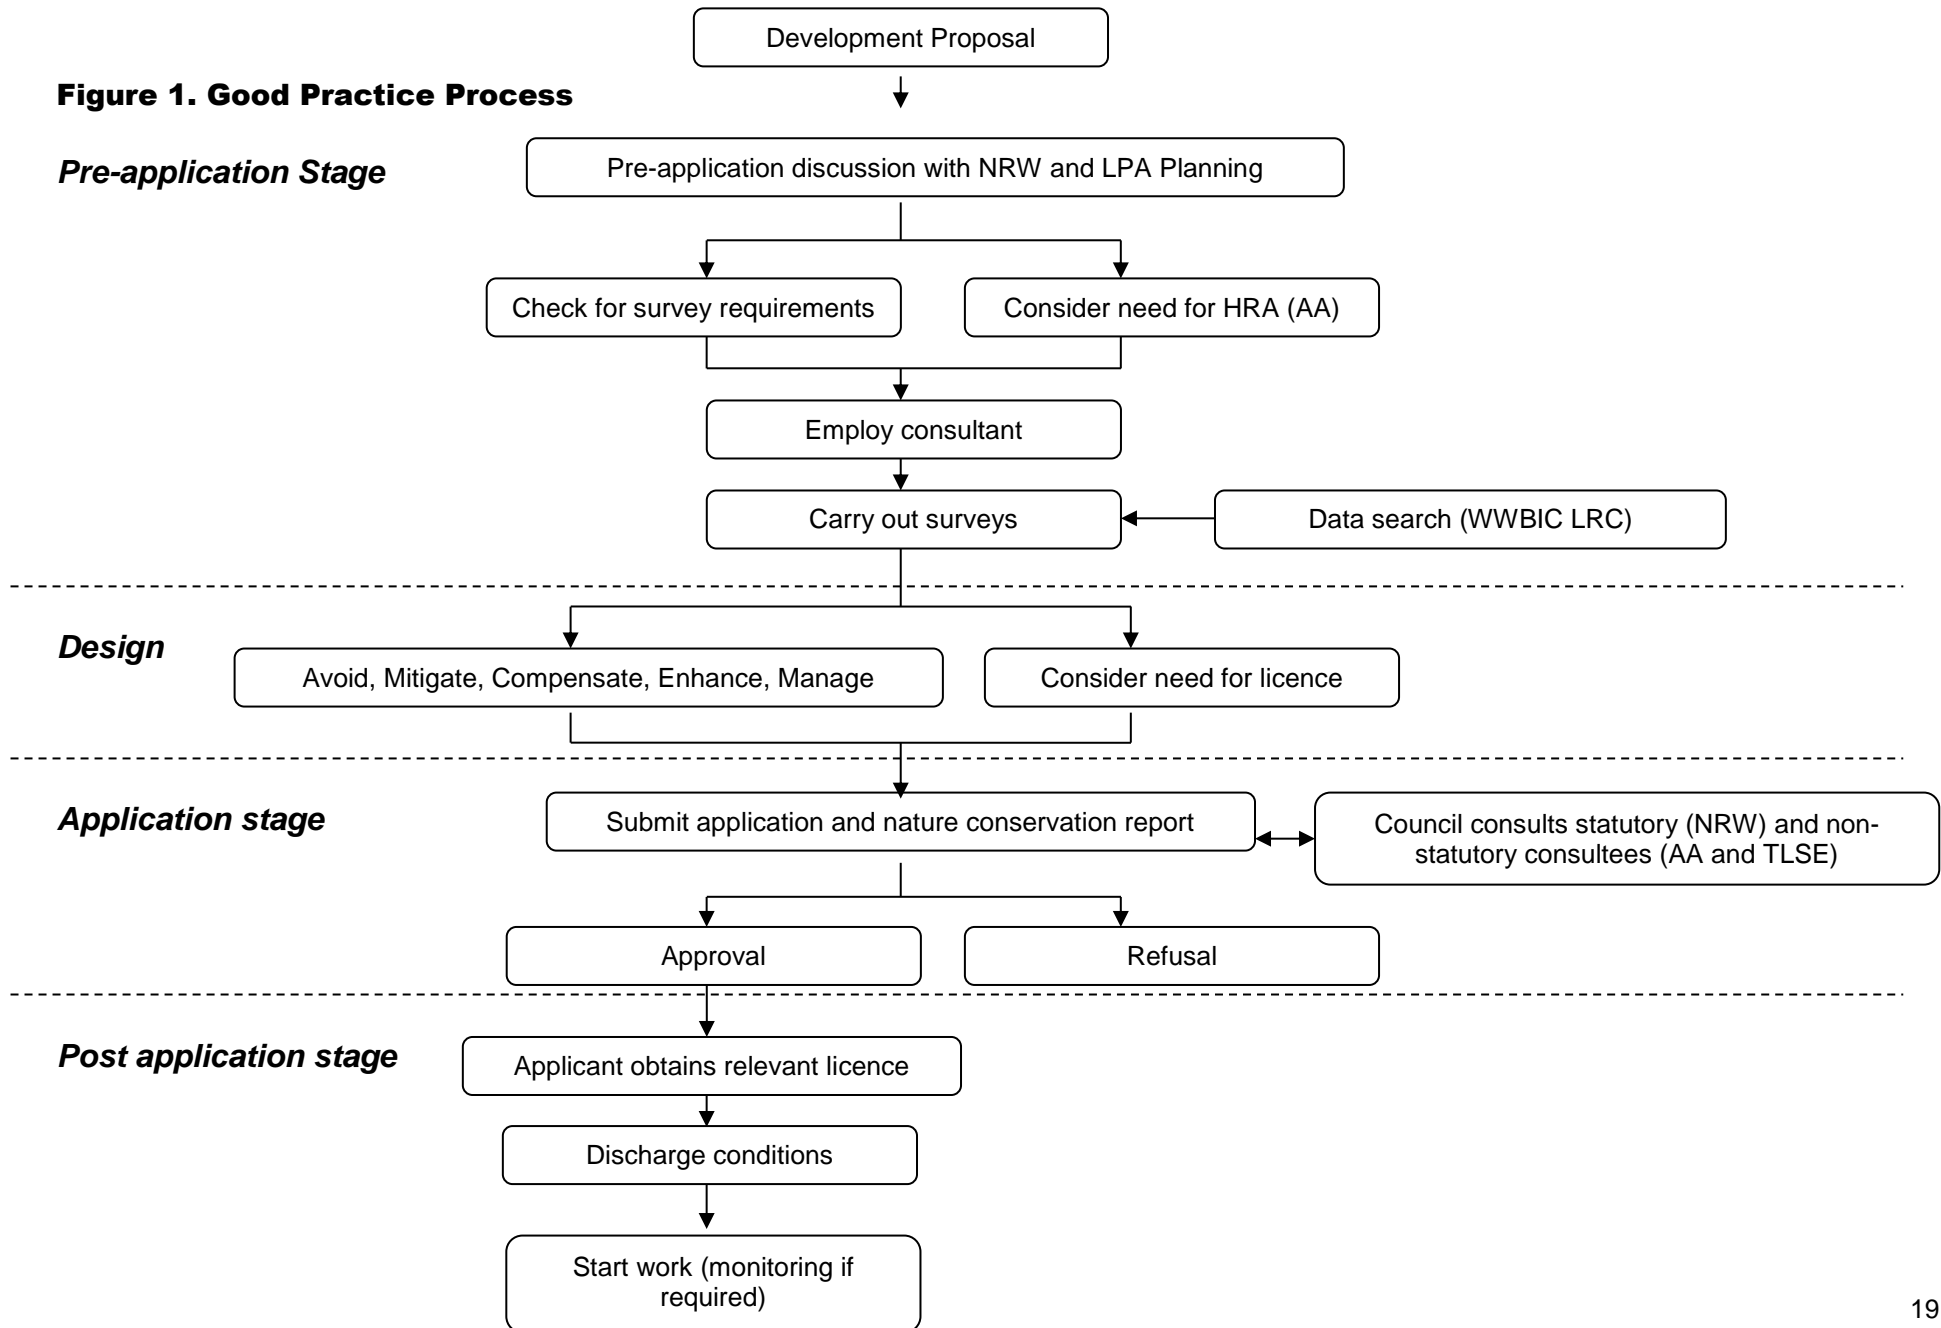 Development Proposal
Figure 1. Good Practice Process
Pre-application Stage
Pre-application discussion with NRW and LPA Planning
Check for survey requirements
Consider need for HRA (AA)
Employ consultant
Carry out surveys
Data search (WWBIC LRC)
Design
Avoid, Mitigate, Compensate, Enhance, Manage
Consider need for licence
Application stage
Submit application and nature conservation report
Council consults statutory (NRW) and non-
statutory consultees (AA and TLSE)
Approval
Refusal
Post application stage
Applicant obtains relevant licence
Discharge conditions
Start work (monitoring if
required)
19